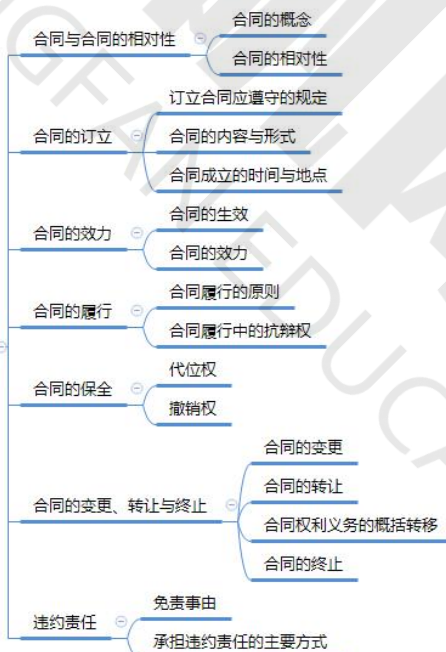 合同与合同的相对性
合同的概念
合同的相对性
合同的订立
订立合同应遵守的规定
合同的内容与形式
合同成立的时间与地点
合同的效力
合同的生效
合同的效力
合同的履行
合同履行的原则
合同履行中的抗辩权
合同的保全
代位权
撤销权
合同的变更、转让与终止
合同的变更
合同的转让
合同权利义务的概括转移
合同的终止
违约责任
免责事由
承担违约责任的主要方式
GFAN EDUCA